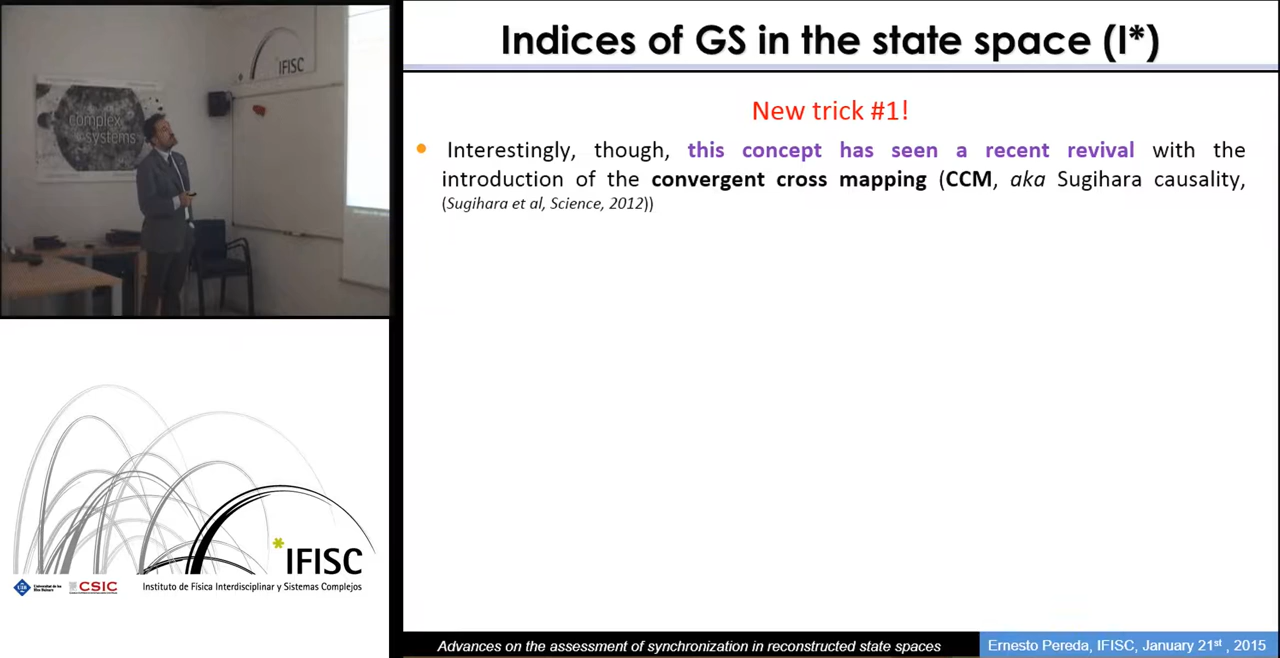 IFISC
complex
systems
Indices of GS in the state space (I*)
New trick #1!
• Interestingly, though, this concept has seen a recent revival with the
introduction of the convergent cross mapping (CCM, aka Sugihara causality,
(Sugihara et al, Science, 2012))
IFISC
CSIC
Instituto de Física Interdisciplinar y Sistemas Complejos
Advances on the assessment of synchronization in reconstructed state spaces
Ernesto Pereda, IFISC, January 21st , 2015